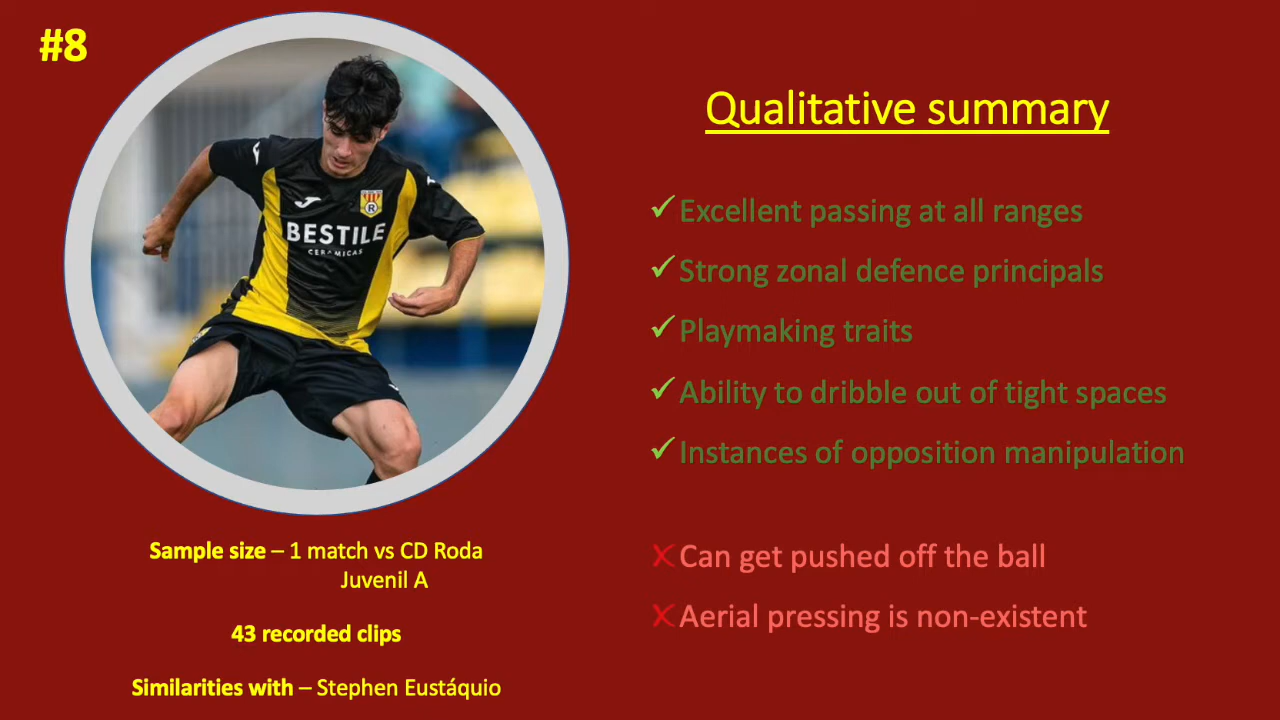 #8
BESTILE
CERAMICAS
R
Sample size – 1 match vs CD Roda
Juvenil A
43 recorded clips
Similarities with – Stephen Eustáquio
Qualitative summary
Excellent passing at all ranges
Strong zonal defence principals
Playmaking traits
Ability to dribble out of tight spaces
Instances of opposition manipulation
Can get pushed off the ball
Aerial pressing is non-existent